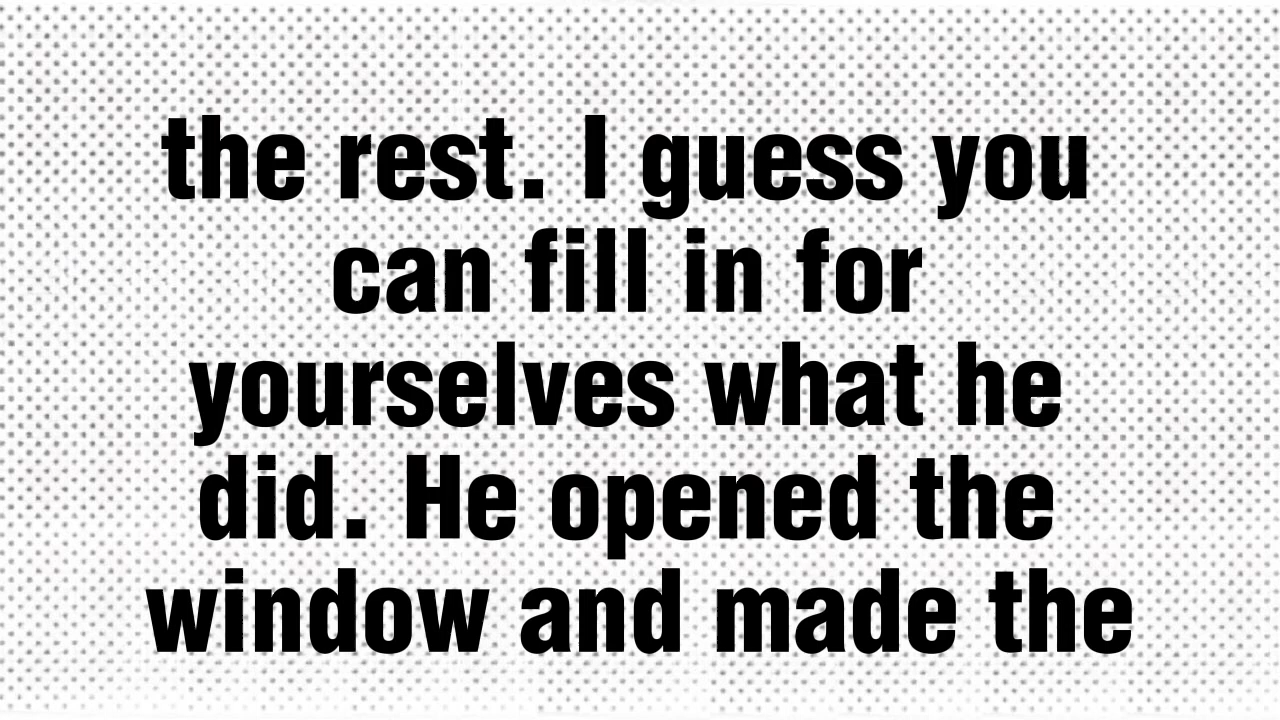 the rest. I guess you
can fill in for
yourselves what he
did. He opened the
window and made the